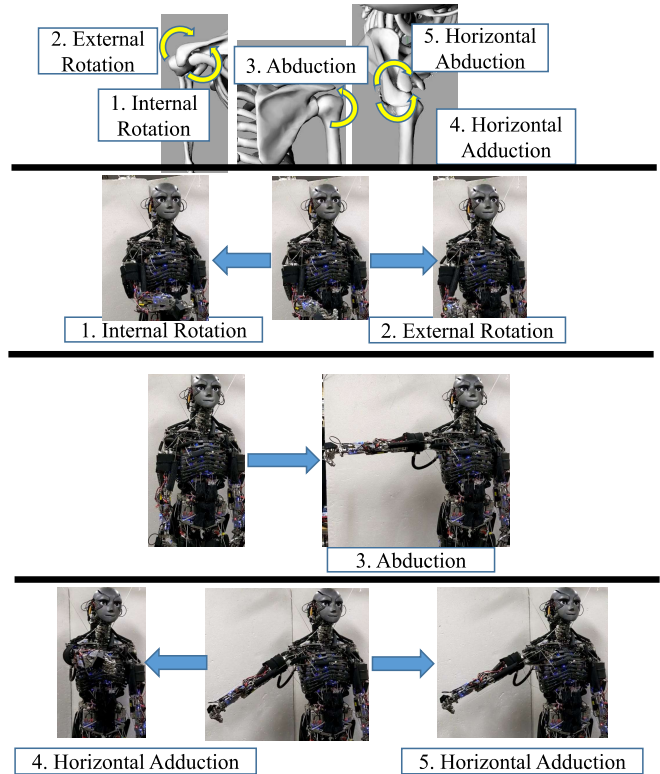 2. External
Rotation
1. Internal
Rotation
3. Abduction
5. Horizontal
Abduction
4. Horizontal
Adduction
1. Internal Rotation
2. External Rotation
3. Abduction
4. Horizontal Adduction
5. Horizontal Adduction